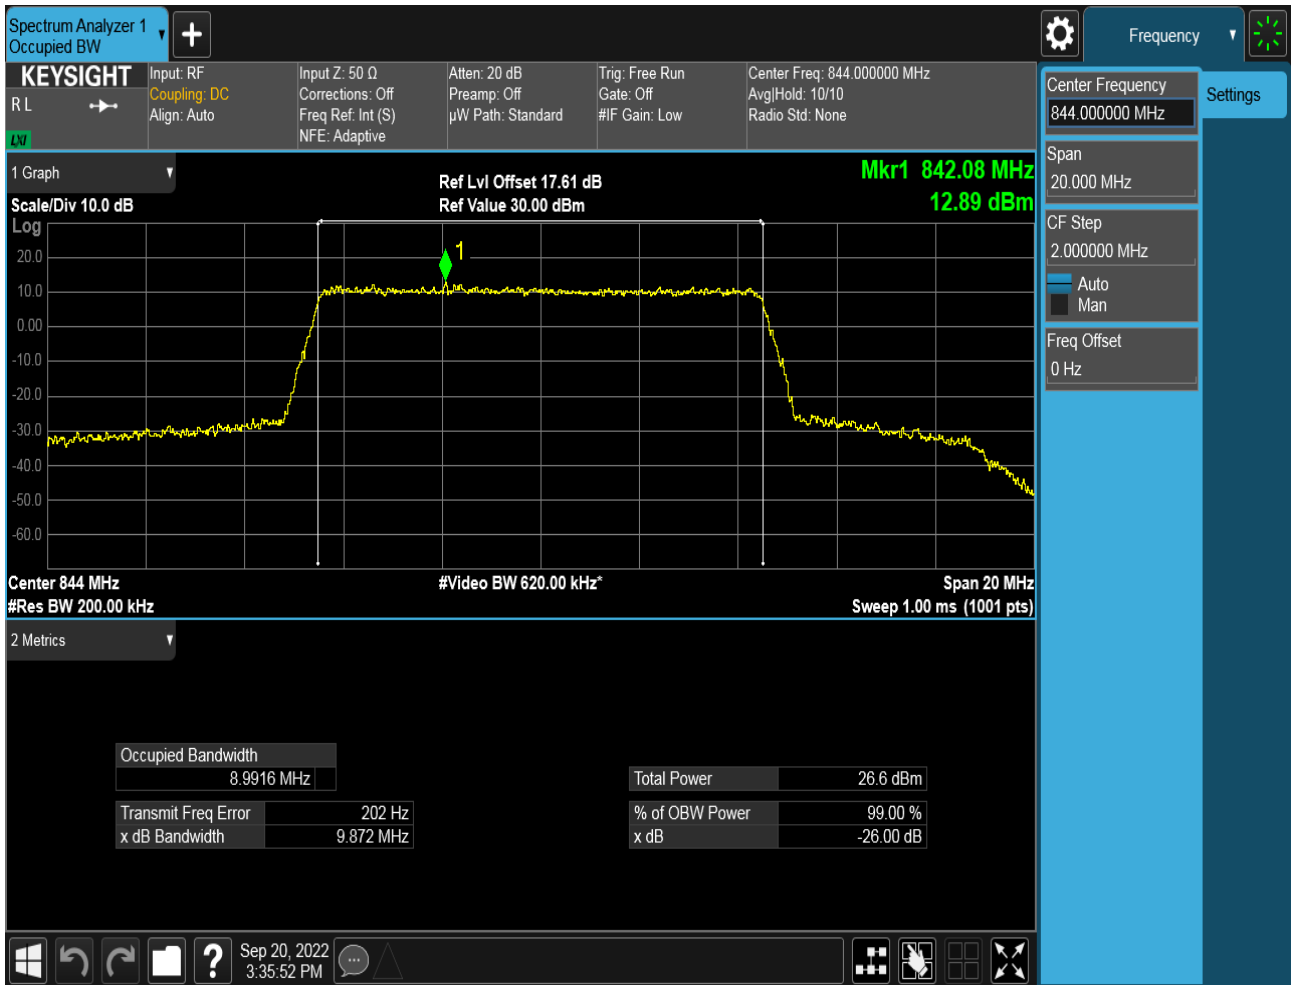 Spectrum Analyzer 1
Occupied BW
Frequency
KEYSIGHT
R L
LXI
Input: RF
Coupling: DC
Align: Auto
Input Z: 50 Ω
Corrections: Off
Freq Ref: Int (S)
NFE: Adaptive
Atten: 20 dB
Preamp: Off
µW Path: Standard
Trig: Free Run
Gate: Off
#IF Gain: Low
Center Freq: 844.000000 MHz
Avg|Hold: 10/10
Radio Std: None
Center Frequency
844.000000 MHz
Settings
Span
20.000 MHz
CF Step
2.000000 MHz
Auto
Man
Freq Offset
0 Hz
1 Graph
Scale/Div 10.0 dB
Ref Lvl Offset 17.61 dB
Ref Value 30.00 dBm
Mkr1 842.08 MHz
12.89 dBm
Log
20.0
10.0
0.00
-10.0
-20.0
-30.0
-40.0
-50.0
-60.0
1
Center 844 MHz
#Video BW 620.00 kHz*
Span 20 MHz
#Res BW 200.00 kHz
Sweep 1.00 ms (1001 pts)
2 Metrics
Occupied Bandwidth
8.9916 MHz
Total Power 26.6 dBm
Transmit Freq Error 202 Hz
% of OBW Power 99.00 %
x dB Bandwidth 9.872 MHz
x dB -26.00 dB
?
Sep 20, 2022
3:35:52 PM